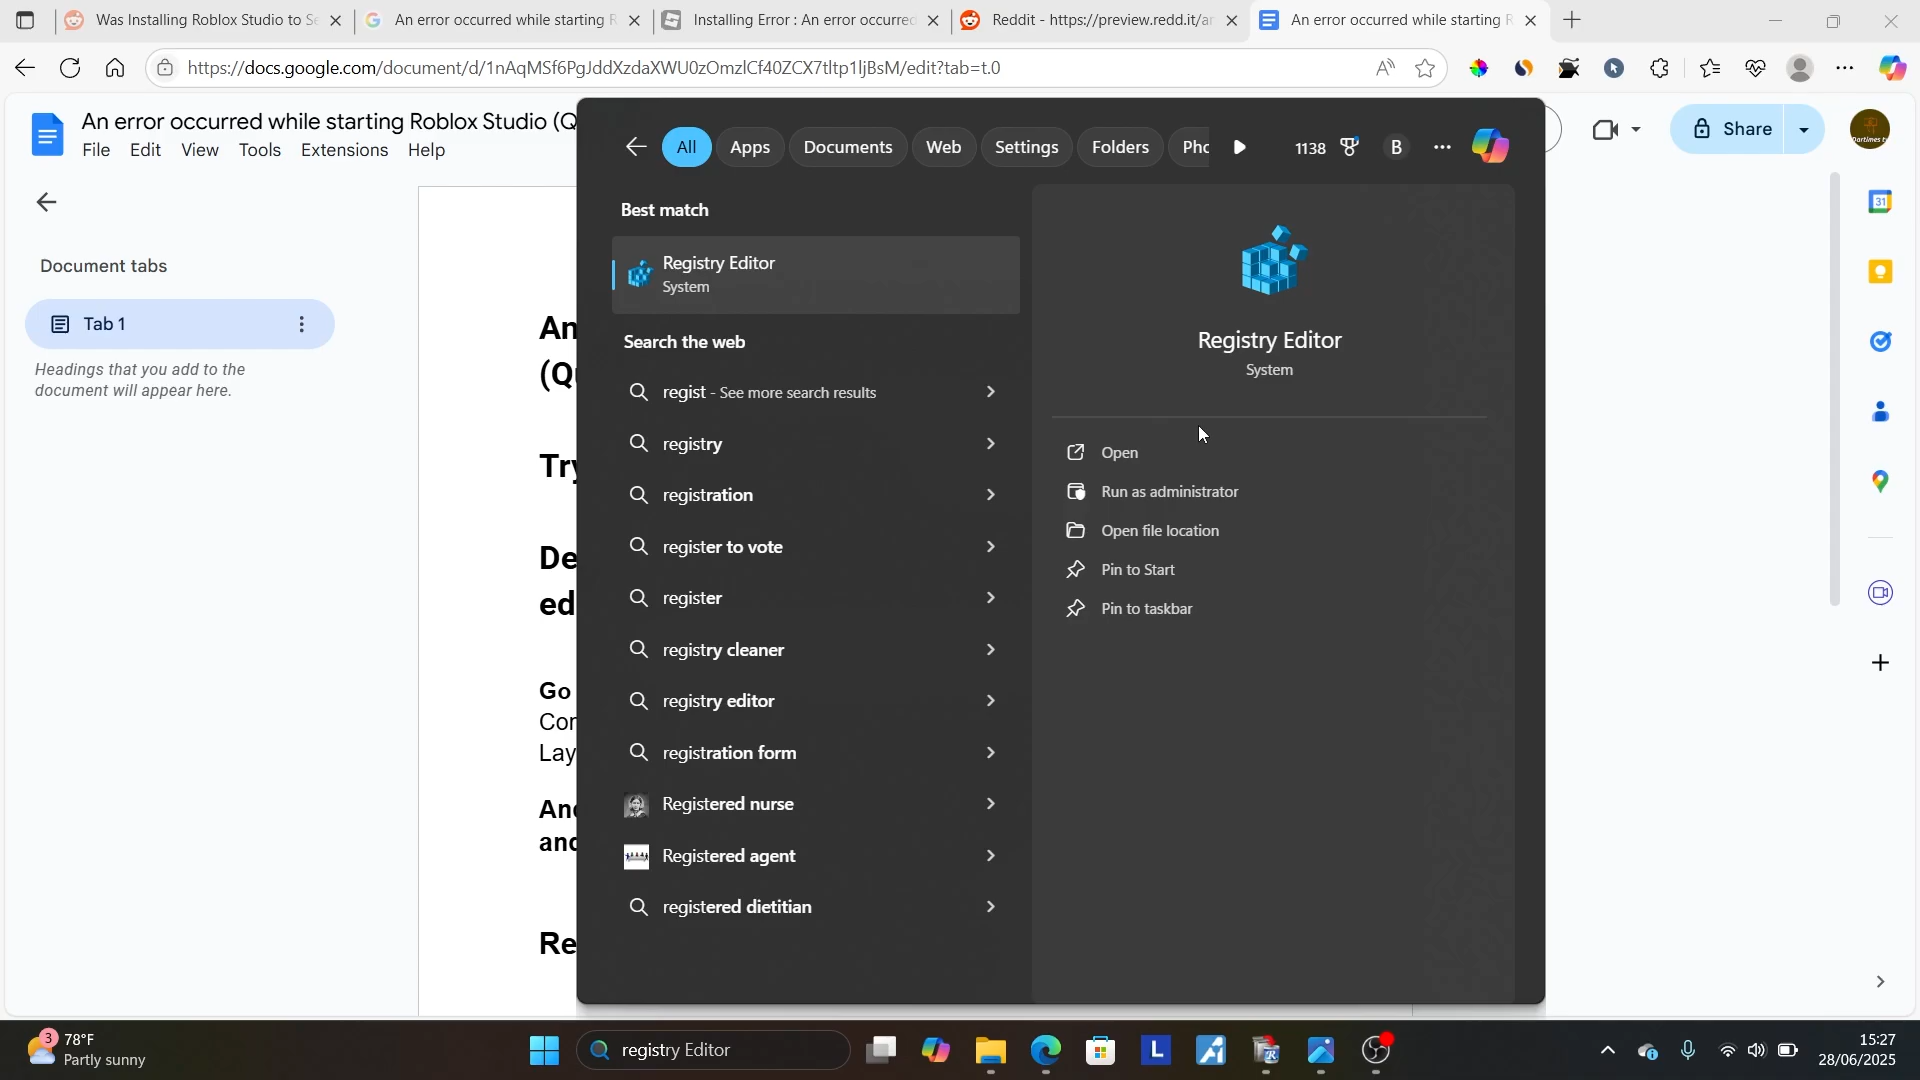 Was Installing Roblox Studio to Se
An error occurred while starting R
Installing Error : An error occurred
Reddit - https://preview.redd.it/ar
An error occurred while starting R
https://docs.google.com/document/d/1nAqMSf6PgJddXzdaXWU0zOmzlCf40ZCX7tltp1ljBsM/edit?tab=t.0
An error occurred while starting Roblox Studio (Q
File Edit View Tools Extensions Help
Share
Document tabs
Tab 1
Headings that you add to the
document will appear here.
An
(Qu
Try
De
ed
Go
Cor
Lay
And
and
Re
All Apps Documents Web Settings Folders Pho
1138 B
Best match
Registry Editor
System
Search the web
regist - See more search results
registry
registration
register to vote
register
registry cleaner
registry editor
registration form
Registered nurse
Registered agent
registered dietitian
Registry Editor
System
Open
Run as administrator
Open file location
Pin to Start
Pin to taskbar
3
78°F
Partly sunny
registry Editor
L
15:27
28/06/2025